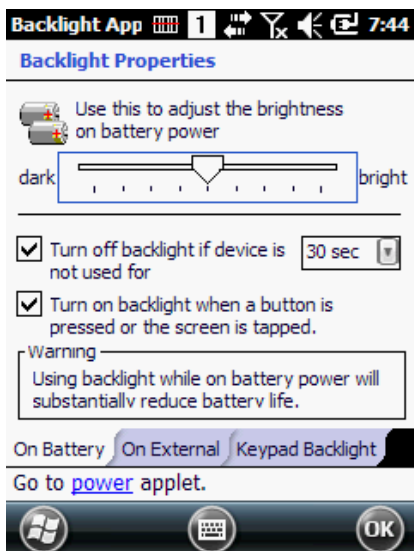 Backlight App 1 7:44
Backlight Properties
Use this to adjust the brightness
on battery power
dark bright
Turn off backlight if device is 30 sec
not used for
Turn on backlight when a button is
pressed or the screen is tapped.
Warning
Using backlight while on battery power will
substantially reduce battery life.
On Battery On External Keypad Backlight
Go to power applet.
OK